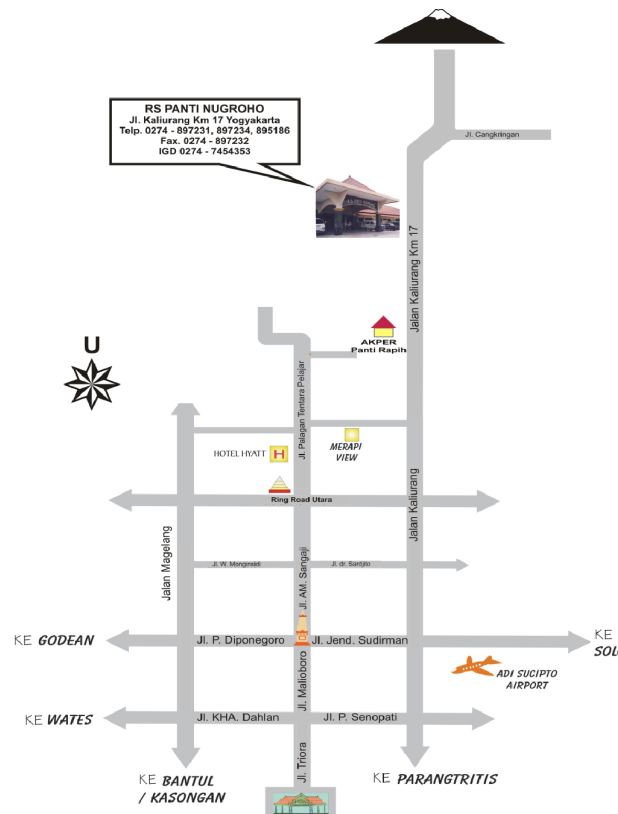 RS PANTI NUGROHO
Jl. Kaliurang Km 17 Yogyakarta
Telp. 0274 - 897231, 897234, 895186
Fax. 0274 - 897232
IGD 0274 - 7454353
Jl. Cangkringan
Jalan Kaliurang Km 17
AKPER
Panti Rapih
U
Jl. Palagan Tentara Pelajar
HOTEL HYATT
H
MERAPI
VIEW
Ring Road Utara
Jalan Kaliurang
Jalan Magelang
Jl. W. Monginsidi
Jl. AM. Sangaji
Jl. dr. Sardjito
KE GODEAN
Jl. P. Diponegoro
Jl. Jend. Sudirman
KE
SOL
ADI SUCIPTO
AIRPORT
Jl. Malioboro
KE WATES
Jl. KHA. Dahlan
Jl. P. Senopati
Jl. Triora
KE BANTUL
/ KASONGAN
KE PARANGTRITIS